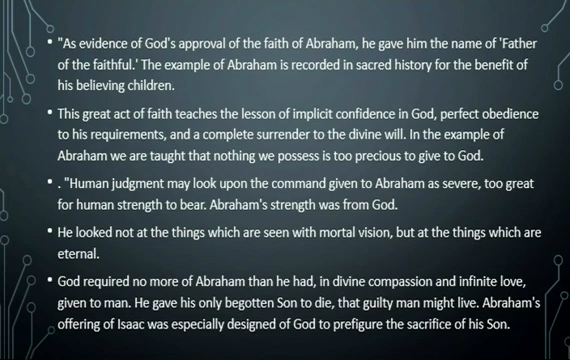 • "As evidence of God's approval of the faith of Abraham, he gave him the name of 'Father
of the faithful.' The example of Abraham is recorded in sacred history for the benefit of
his believing children.
• This great act of faith teaches the lesson of implicit confidence in God, perfect obedience
to his requirements, and a complete surrender to the divine will. In the example of
Abraham we are taught that nothing we possess is too precious to give to God.
• . "Human judgment may look upon the command given to Abraham as severe, too great
for human strength to bear. Abraham's strength was from God.
• He looked not at the things which are seen with mortal vision, but at the things which are
eternal.
• God required no more of Abraham than he had, in divine compassion and infinite love,
given to man. He gave his only begotten Son to die, that guilty man might live. Abraham's
offering of Isaac was especially designed of God to prefigure the sacrifice of his Son.